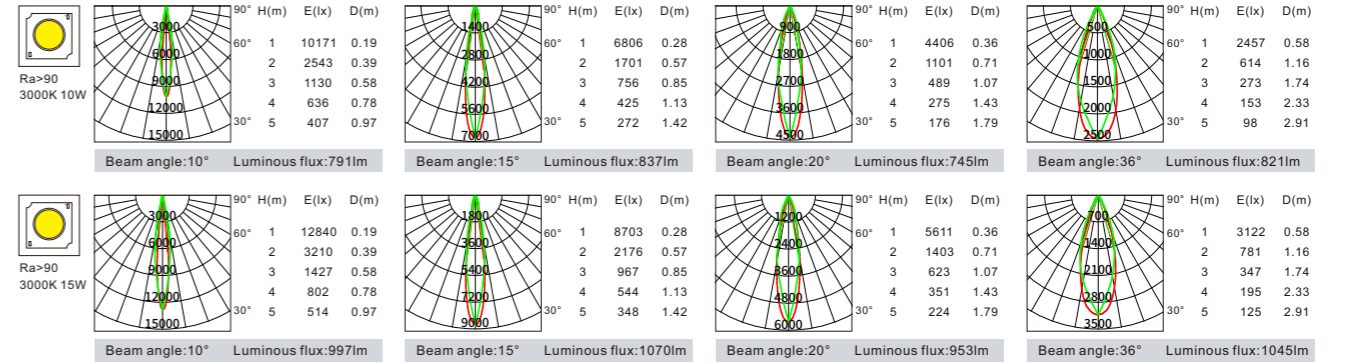 Ra>90
3000K 10W
90° H(m) E(lx) D(m)
3000
60° 1 10171 0.19
6000
2 2543 0.39
9000
3 1130 0.58
12000
4 636 0.78
30° 5 407 0.97
15000
Beam angle:10° Luminous flux:791lm
90° H(m) E(lx) D(m)
1400
60° 1 6806 0.28
2800
2 1701 0.57
4200
3 756 0.85
5600
4 425 1.13
30° 5 272 1.42
7000
Beam angle:15° Luminous flux:837lm
90° H(m) E(lx) D(m)
900
60° 1 4406 0.36
1800
2 1101 0.71
2700
3 489 1.07
3600
4 275 1.43
30° 5 176 1.79
4500
Beam angle:20° Luminous flux:745lm
90° H(m) E(lx) D(m)
500
60° 1 2457 0.58
1000
2 614 1.16
1500
3 273 1.74
2000
4 153 2.33
30° 5 98 2.91
2500
Beam angle:36° Luminous flux:821lm
Ra>90
3000K 15W
90° H(m) E(lx) D(m)
3000
60° 1 12840 0.19
6000
2 3210 0.39
9000
3 1427 0.58
12000
4 802 0.78
30° 5 514 0.97
15000
Beam angle:10° Luminous flux:997lm
90° H(m) E(lx) D(m)
1800
60° 1 8703 0.28
3600
2 2176 0.57
5400
3 967 0.85
7200
4 544 1.13
30° 5 348 1.42
9000
Beam angle:15° Luminous flux:1070lm
90° H(m) E(lx) D(m)
1200
60° 1 5611 0.36
2400
2 1403 0.71
3600
3 623 1.07
4800
4 351 1.43
30° 5 224 1.79
6000
Beam angle:20° Luminous flux:953lm
90° H(m) E(lx) D(m)
700
60° 1 3122 0.58
1400
2 781 1.16
2100
3 347 1.74
2800
4 195 2.33
30° 5 125 2.91
3500
Beam angle:36° Luminous flux:1045lm